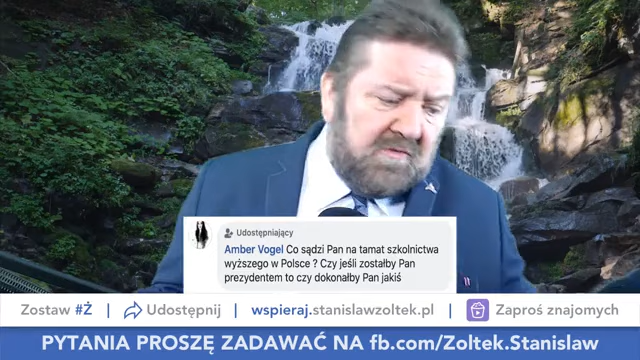 Udostępniający
Amber Vogel Co sądzi Pan na tamat szkolnictwa
wyższego w Polsce ? Czy jeśli zostałby Pan
prezydentem to czy dokonałby Pan jakiś
Zostaw #Ż | Udostępnij | wspieraj.stanislawzoltek.pl | Zaproś znajomych
PYTANIA PROSZĘ ZADAWAĆ NA fb.com/Zoltek.Stanislaw